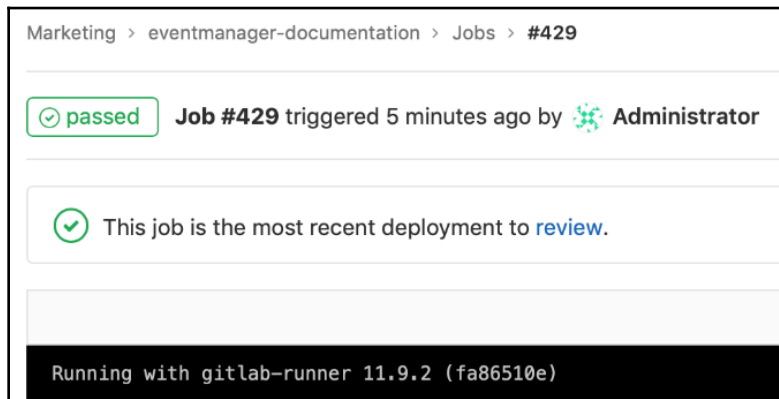 Marketing > eventmanager-documentation > Jobs > #429
passed Job #429 triggered 5 minutes ago by Administrator
This job is the most recent deployment to review.
Running with gitlab-runner 11.9.2 (fa86510e)